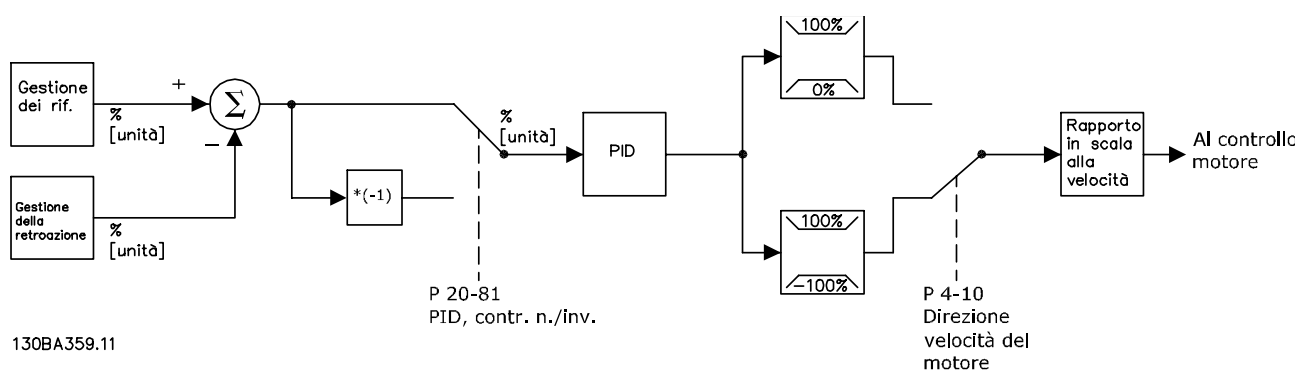 Gestione
dei rif.
+
%
[unità]
Σ
−
Gestione
della
retroazione
%
[unità]
*(-1)
P 20-81
PID, contr. n./inv.
%
[unità]
PID
100%
0%
100%
-100%
P 4-10
Direzione
velocità del
motore
Rapporto
in scala
alla
velocità
Al controllo
motore
130BA359.11